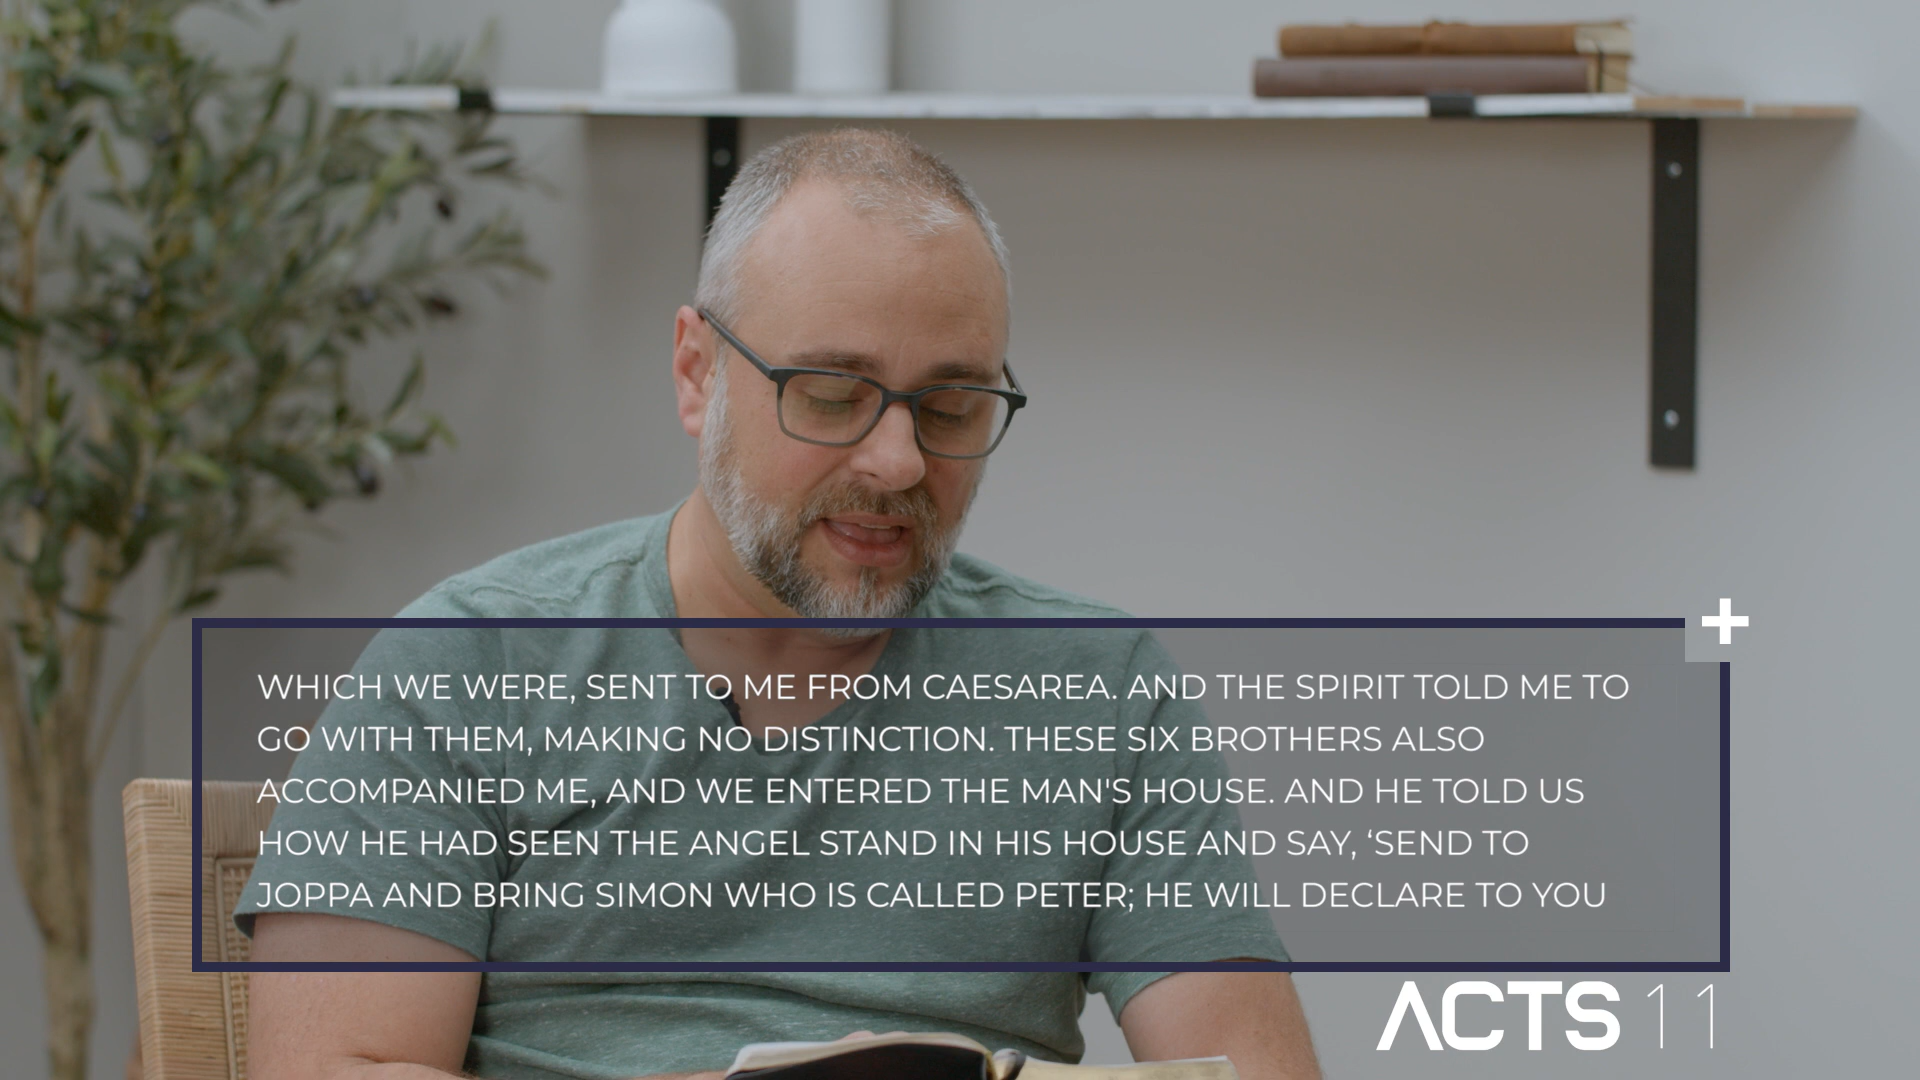 WHICH WE WERE, SENT TO ME FROM CAESAREA. AND THE SPIRIT TOLD ME TO
GO WITH THEM, MAKING NO DISTINCTION. THESE SIX BROTHERS ALSO
ACCOMPANIED ME, AND WE ENTERED THE MAN'S HOUSE. AND HE TOLD US
HOW HE HAD SEEN THE ANGEL STAND IN HIS HOUSE AND SAY, ‘SEND TO
JOPPA AND BRING SIMON WHO IS CALLED PETER; HE WILL DECLARE TO YOU
ACTS 11